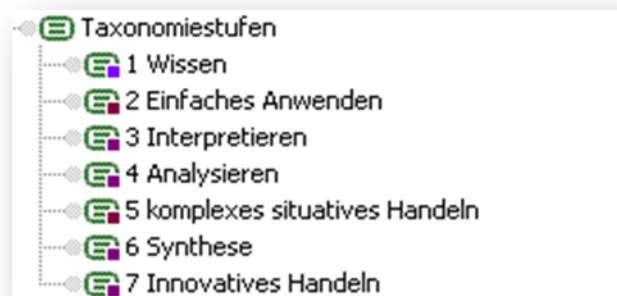 Taxonomiestufen
1 Wissen
2 Einfaches Anwenden
3 Interpretieren
4 Analysieren
5 komplexes situatives Handeln
6 Synthese
7 Innovatives Handeln